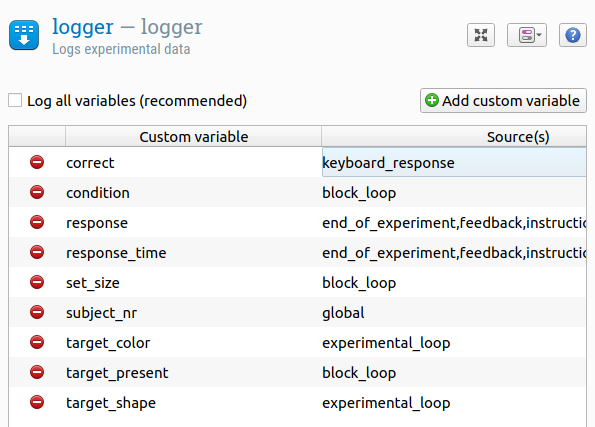 logger — logger
Logs experimental data
Log all variables (recommended)
Add custom variable
Custom variable Source(s)
correct keyboard_response
condition block_loop
response end_of_experiment,feedback,instructio
response_time end_of_experiment,feedback,instructio
set_size block_loop
subject_nr global
target_color experimental_loop
target_present block_loop
target_shape experimental_loop